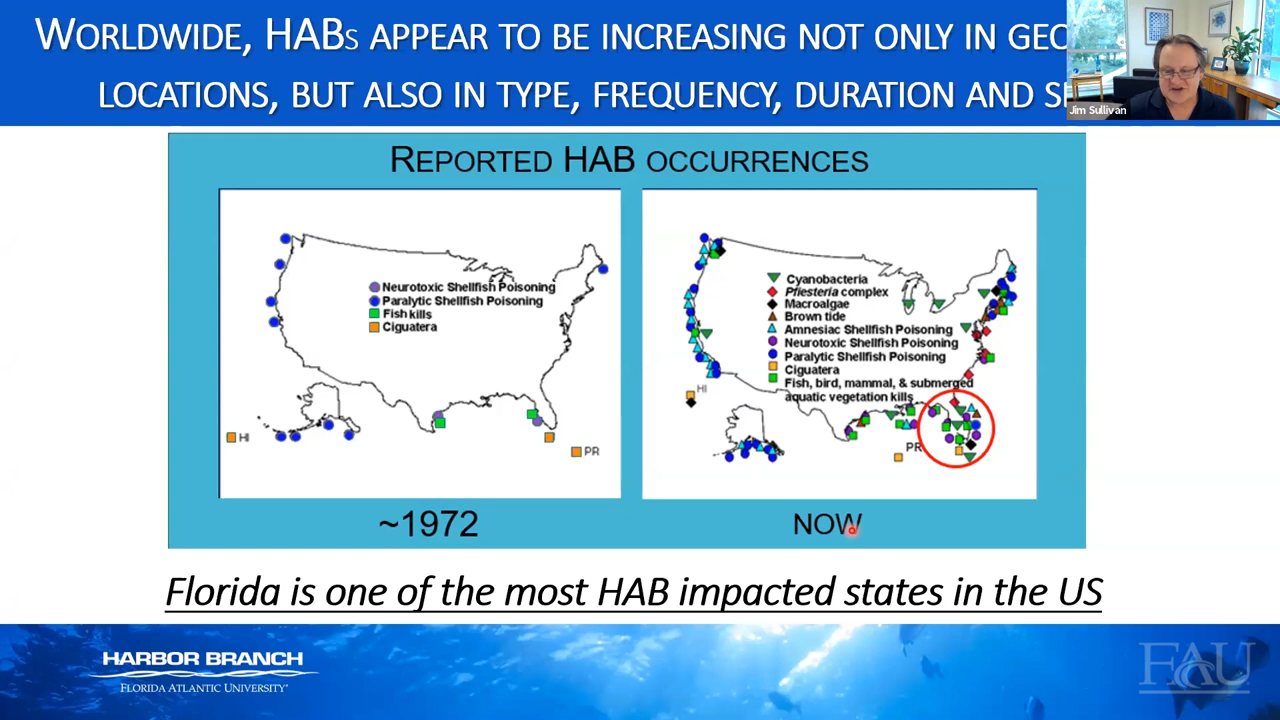 WORLDWIDE, HABS APPEAR TO BE INCREASING NOT ONLY IN
LOCATIONS, BUT ALSO IN TYPE, FREQUENCY, DURATION AND
Jim Sullivan
REPORTED HAB OCCURRENCES
Neurotoxic Shellfish Poisoning
Paralytic Shellfish Poisoning
Fish kills
Ciguatera
HI
PR
~1972
Cyanobacteria
Pfiesteria complex
Macroalgae
Brown tide
Amnesiac Shellfish Poisoning
Neurotoxic Shellfish Poisoning
Paralytic Shellfish Poisoning
Ciguatera
Fish, bird, mammal, & submerged
aquatic vegetation kills
HI
PR
NOW
Florida is one of the most HAB impacted states in the US
HARBOR BRANCH
FLORIDA ATLANTIC UNIVERSITY
FAU